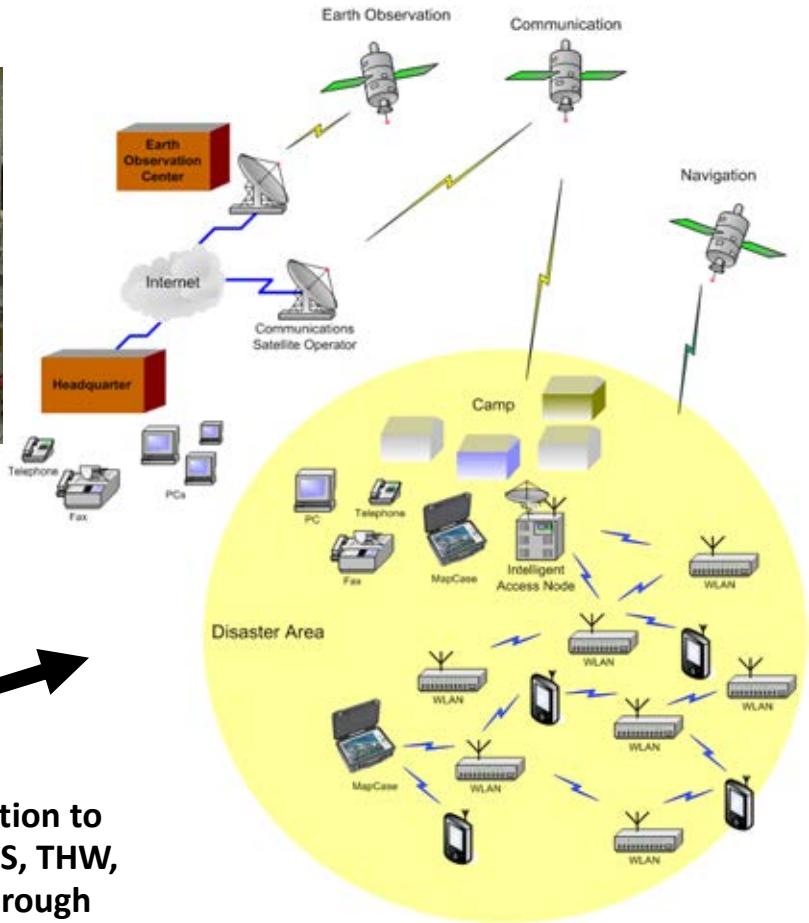 Earth Observation
Communication
Earth
Observation
Center
Navigation
Internet
Communications
Satellite Operator
Headquarter
Camp
Telephone
PCs
Fax
PC
Telephone
Fax
MapCase
Intelligent
Access Node
WLAN
Disaster Area
WLAN
WLAN
WLAN
WLAN
MapCase
WLAN
WLAN
tion to
S, THW,
rough